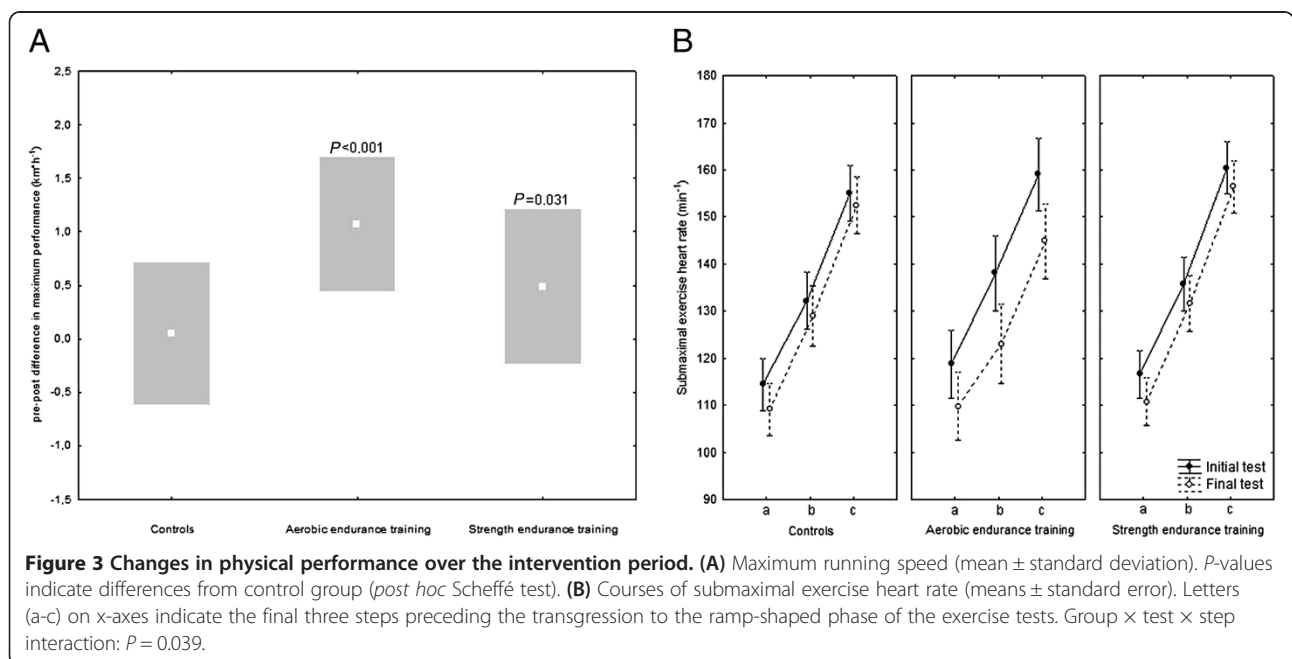 A
pre-post difference in maximum performance (km*h-1)
2,5
2,0
1,5
1,0
0,5
0,0
-0,5
-1,0
-1,5
P<0.001
P=0.031
Controls
Aerobic endurance training
Strength endurance training
B
Submaximal exercise heart rate (min-1)
180
170
160
150
140
130
120
110
100
90
a b c
Controls
a b c
Aerobic endurance training
a b c
Strength endurance training
Initial test
Final test
Figure 3 Changes in physical performance over the intervention period. (A) Maximum running speed (mean ± standard deviation). P-values
indicate differences from control group (post hoc Scheffé test). (B) Courses of submaximal exercise heart rate (means ± standard error). Letters
(a-c) on x-axes indicate the final three steps preceding the transgression to the ramp-shaped phase of the exercise tests. Group × test × step
interaction: P = 0.039.